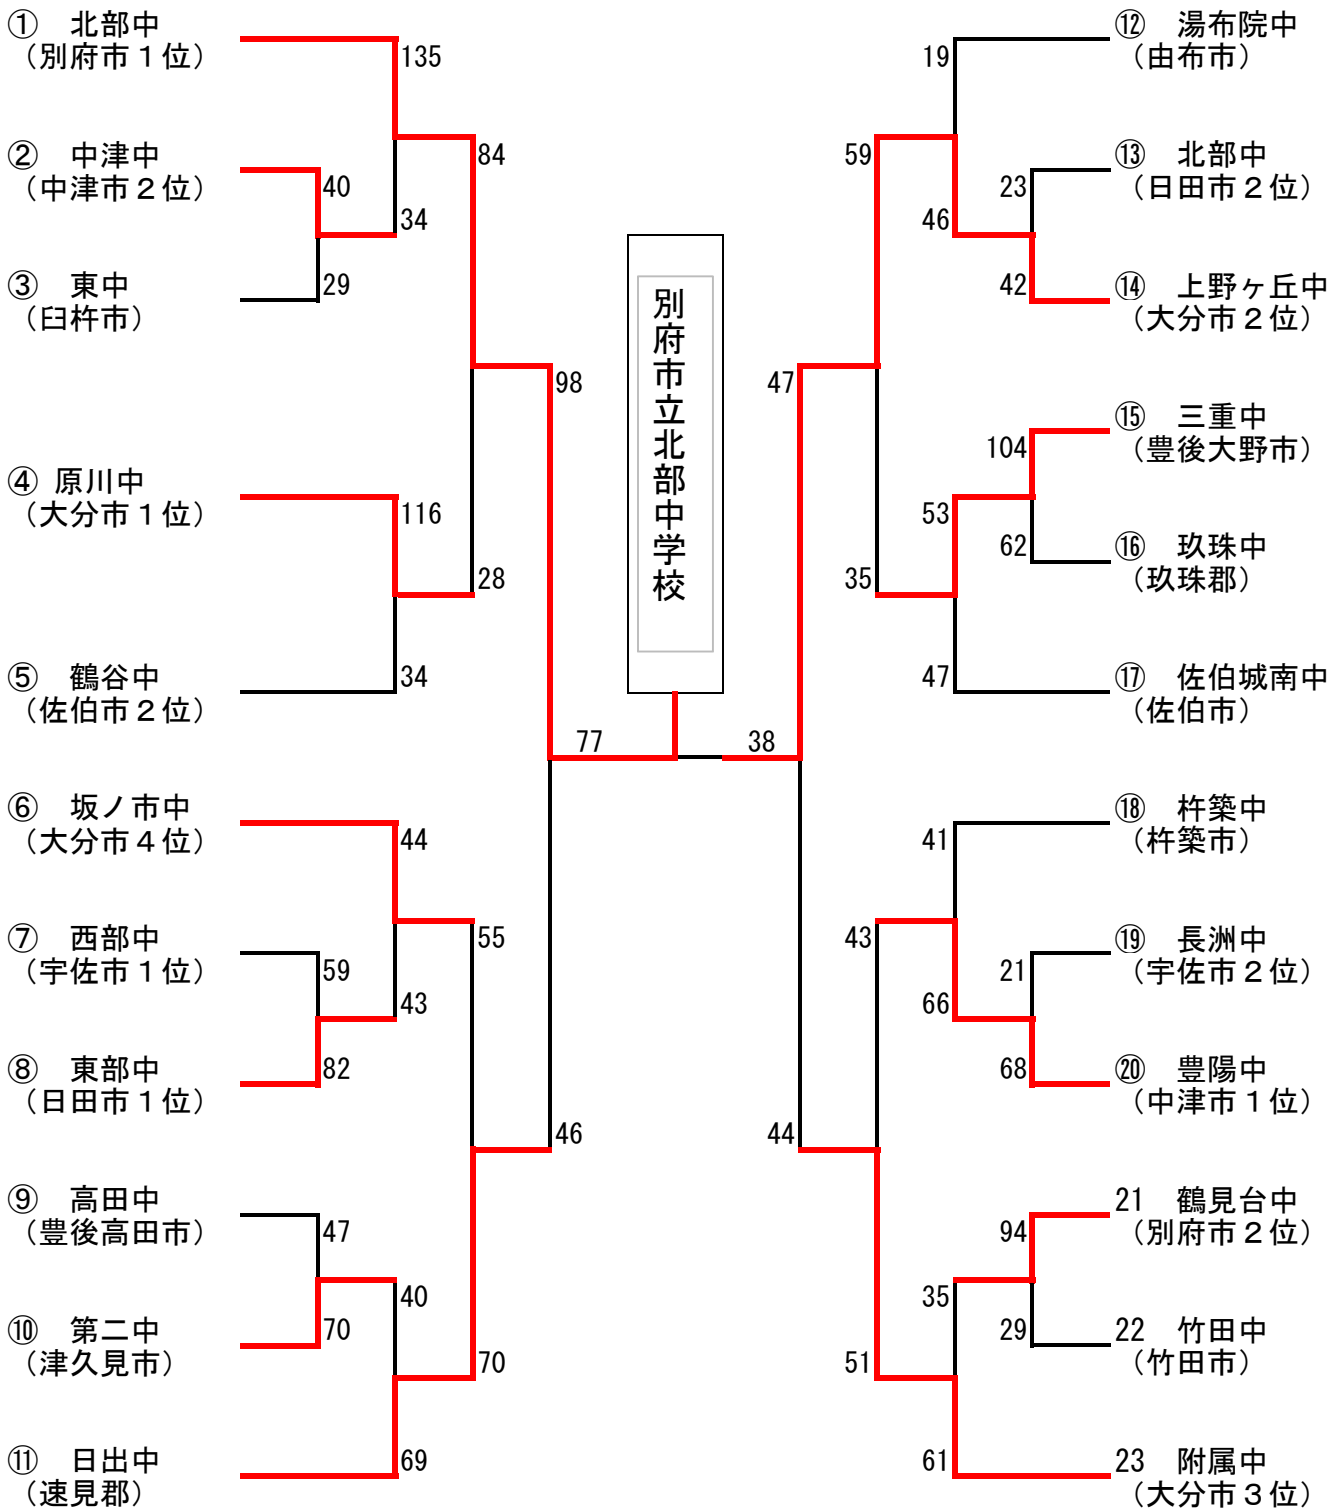 ① 北部中
（別府市１位）
135
② 中津中
（中津市２位）
40
84
34
③ 東中
（臼杵市）
29
98
④ 原川中
（大分市１位）
116
28
⑤ 鶴谷中
（佐伯市２位）
34
77
⑥ 坂ノ市中
（大分市４位）
44
⑦ 西部中
（宇佐市１位）
59
55
43
⑧ 東部中
（日田市１位）
82
46
⑨ 高田中
（豊後高田市）
47
40
⑩ 第二中
（津久見市）
70
70
⑪ 日出中
（速見郡）
69
別府市立北部中学校
⑫ 湯布院中
（由布市）
19
⑬ 北部中
（日田市２位）
23
59
46
⑭ 上野ヶ丘中
（大分市２位）
42
47
⑮ 三重中
（豊後大野市）
104
53
⑯ 玖珠中
（玖珠郡）
62
35
⑰ 佐伯城南中
（佐伯市）
47
38
⑱ 杵築中
（杵築市）
41
⑲ 長洲中
（宇佐市２位）
21
43
66
⑳ 豊陽中
（中津市１位）
68
44
21 鶴見台中
（別府市２位）
94
35
22 竹田中
（竹田市）
29
51
23 附属中
（大分市３位）
61